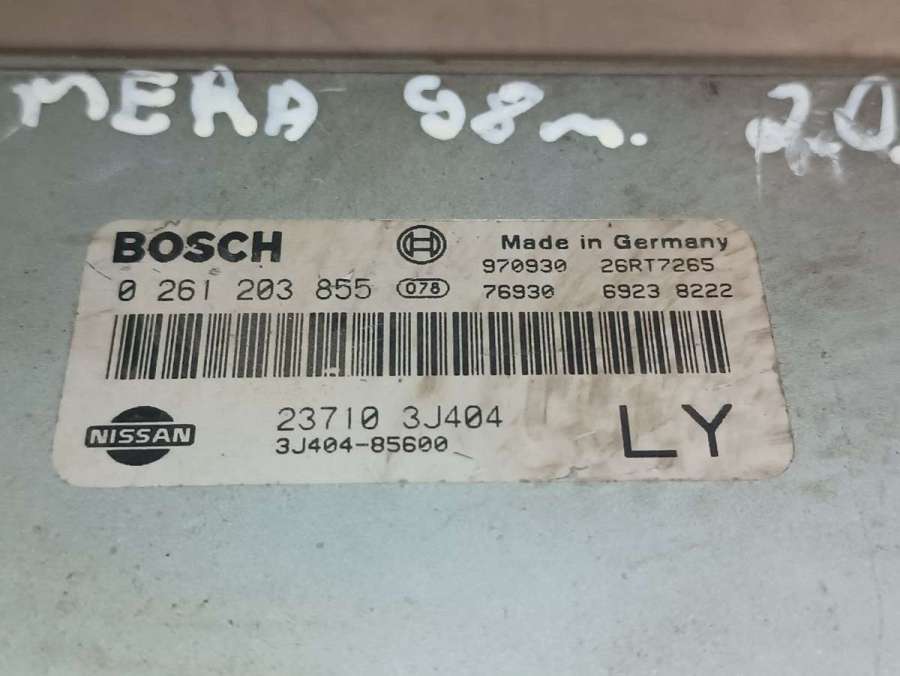 MERA 98m. 2.0
BOSCH Made in Germany
970930 26RT7265
0 261 203 855 078 76930 6923 8222
NISSAN 23710 3J404 LY
3J404-85600